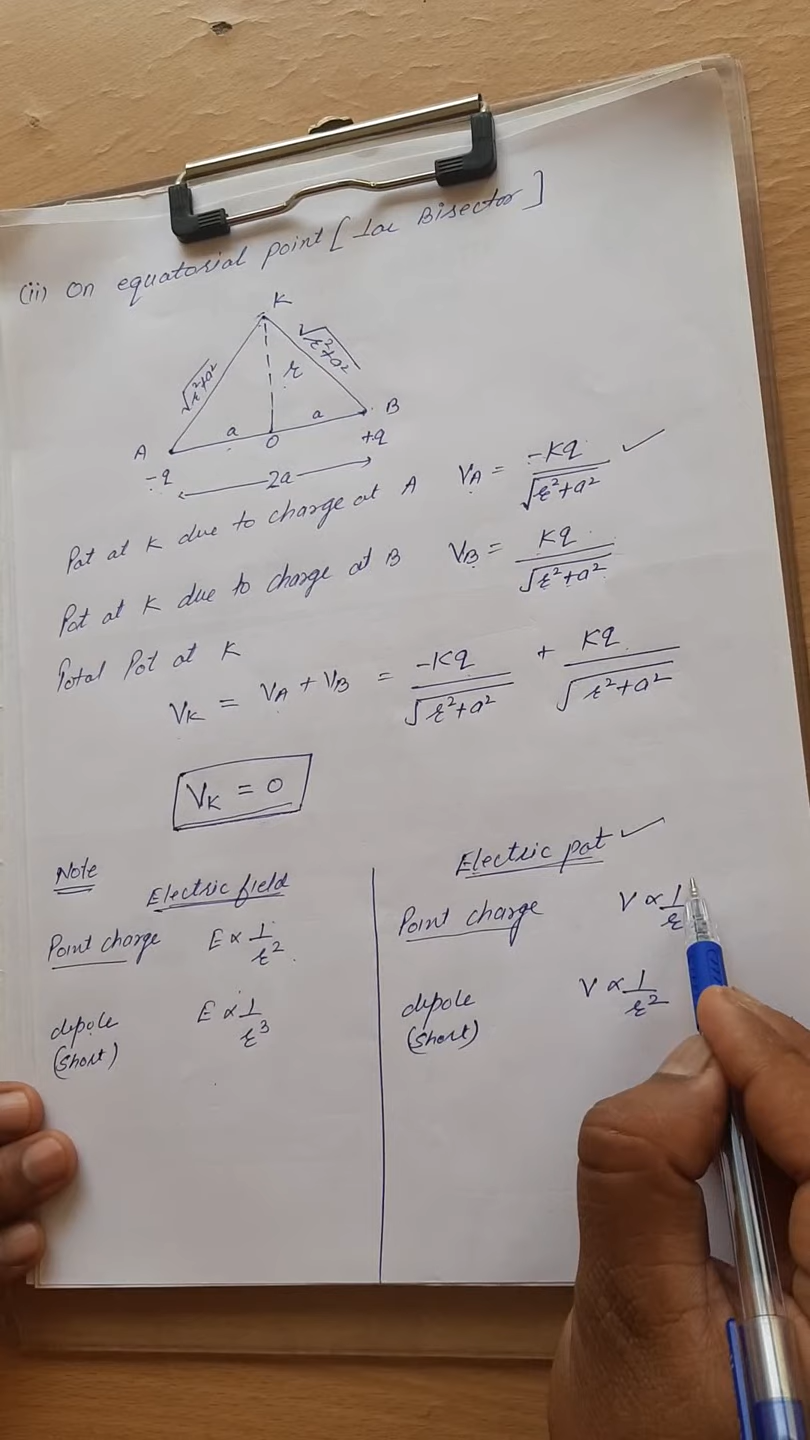 (ii) On equatorial point [ ⊥ar Bisector ]
K
√r²+a²
√r²+a²
r
a
a
A
O
B
-q
+q
2a
Pot at K due to charge at A VA = -Kq/√r²+a² ✓
Pot at K due to charge at B VB = Kq/√r²+a²
Total Pot at K
VK = VA + VB = -Kq/√r²+a² + Kq/√r²+a²
VK = 0
Note
Electric field
Point charge E ∝ 1/r²
dipole E ∝ 1/r³
(short)
Electric pot ✓
Point charge V ∝ 1/r
dipole V ∝ 1/r²
(short)